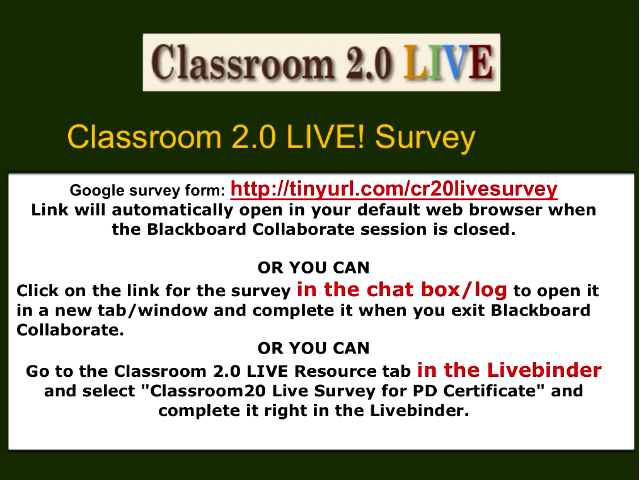 Classroom 2.0 LIVE
Classroom 2.0 LIVE! Survey
Google survey form: http://tinyurl.com/cr20livesurvey
Link will automatically open in your default web browser when
the Blackboard Collaborate session is closed.
OR YOU CAN
Click on the link for the survey in the chat box/log to open it
in a new tab/window and complete it when you exit Blackboard
Collaborate.
OR YOU CAN
Go to the Classroom 2.0 LIVE Resource tab in the Livebinder
and select "Classroom20 Live Survey for PD Certificate" and
complete it right in the Livebinder.